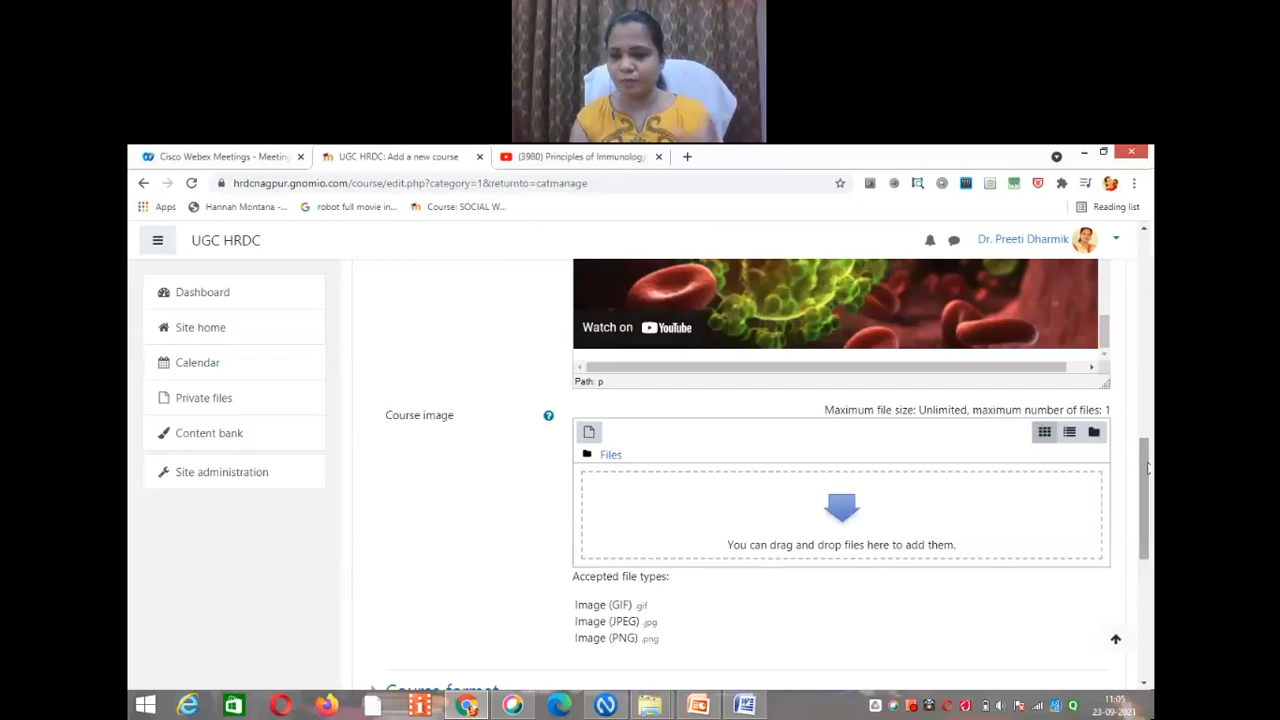 Cisco Webex Meetings - Meeting
UGC HRDC: Add a new course
(3980) Principles of Immunology
hrdcnagpur.gnomio.com/course/edit.php?category=1&returnto=catmanage
Apps
Hannah Montana -...
robot full movie in...
Course: SOCIAL W...
Reading list
UGC HRDC
Dr. Preeti Dharmik
Dashboard
Site home
Calendar
Private files
Content bank
Site administration
Watch on YouTube
Path: p
Course image
Maximum file size: Unlimited, maximum number of files: 1
Files
You can drag and drop files here to add them.
Accepted file types:
Image (GIF) .gif
Image (JPEG) .jpg
Image (PNG) .png
Course format
11:05
23-09-2021